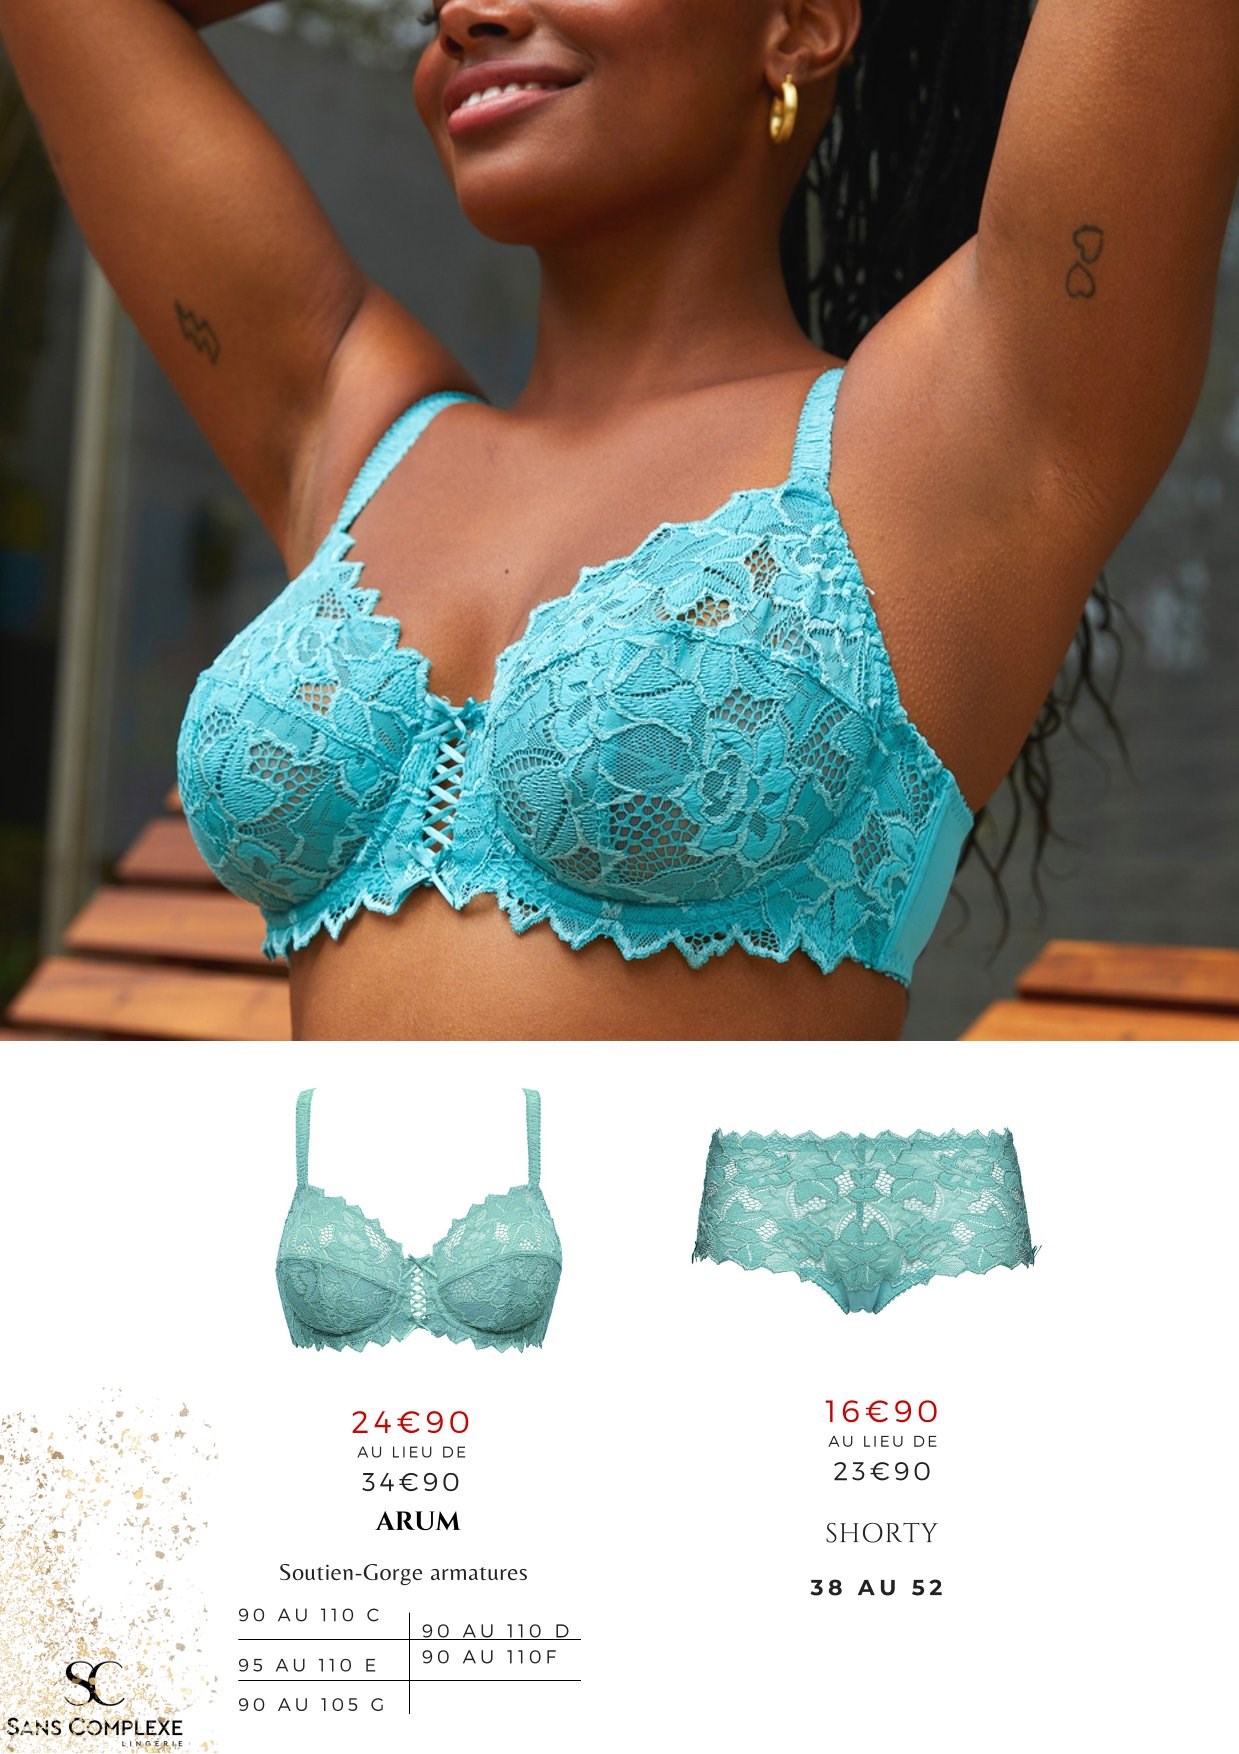 24€90
AU LIEU DE
34€90
ARUM
Soutien-Gorge armatures
90 AU 110 C
90 AU 110 D
95 AU 110 E
90 AU 110F
90 AU 105 G
16€90
AU LIEU DE
23€90
SHORTY
38 AU 52
SC
SANS COMPLEXE
LINGERIE